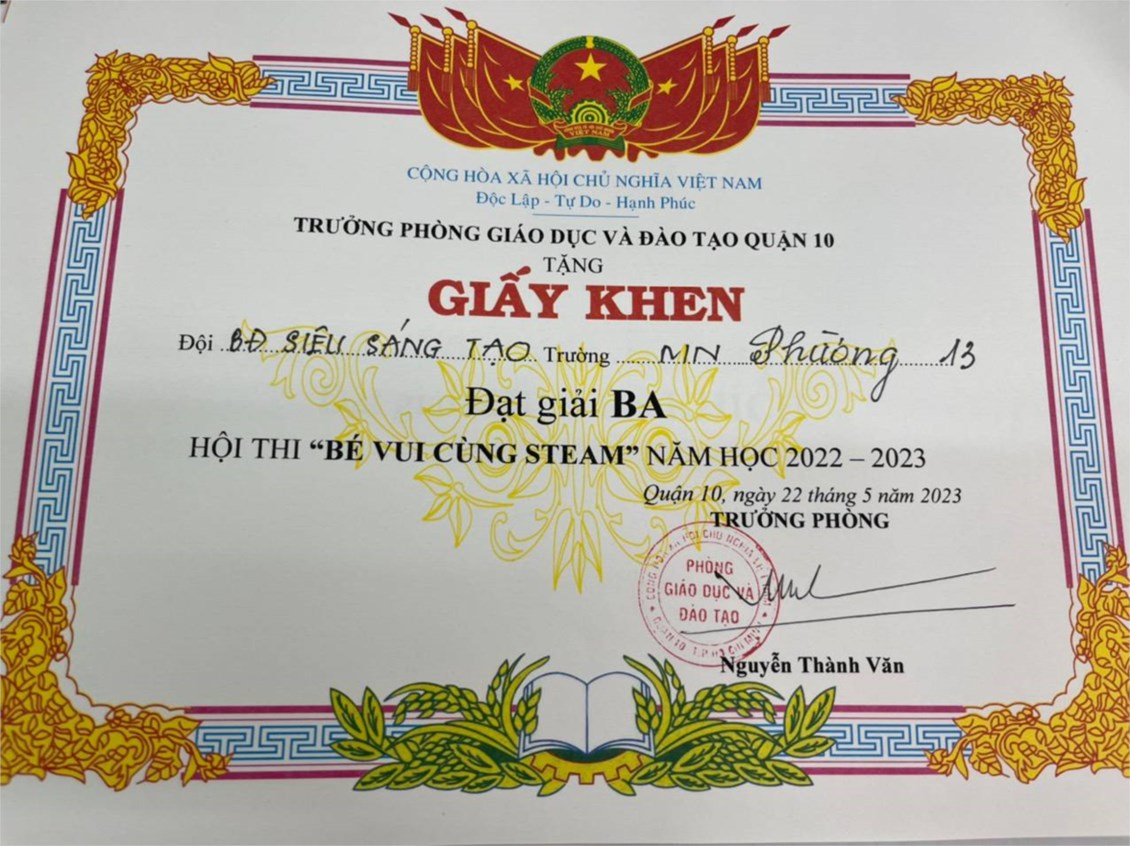 VIỆT NAM
CỘNG HÒA XÃ HỘI CHỦ NGHĨA VIỆT NAM
Độc Lập - Tự Do - Hạnh Phúc
TRƯỞNG PHÒNG GIÁO DỤC VÀ ĐÀO TẠO QUẬN 10
TẶNG
GIẤY KHEN
Đội BĐ SIÊU SÁNG TẠO Trường MN Phường 13
Đạt giải BA
HỘI THI “BÉ VUI CÙNG STEAM” NĂM HỌC 2022 – 2023
Quận 10, ngày 22 tháng 5 năm 2023
TRƯỞNG PHÒNG
PHÒNG
GIÁO DỤC VÀ
ĐÀO TẠO
Nguyễn Thành Văn